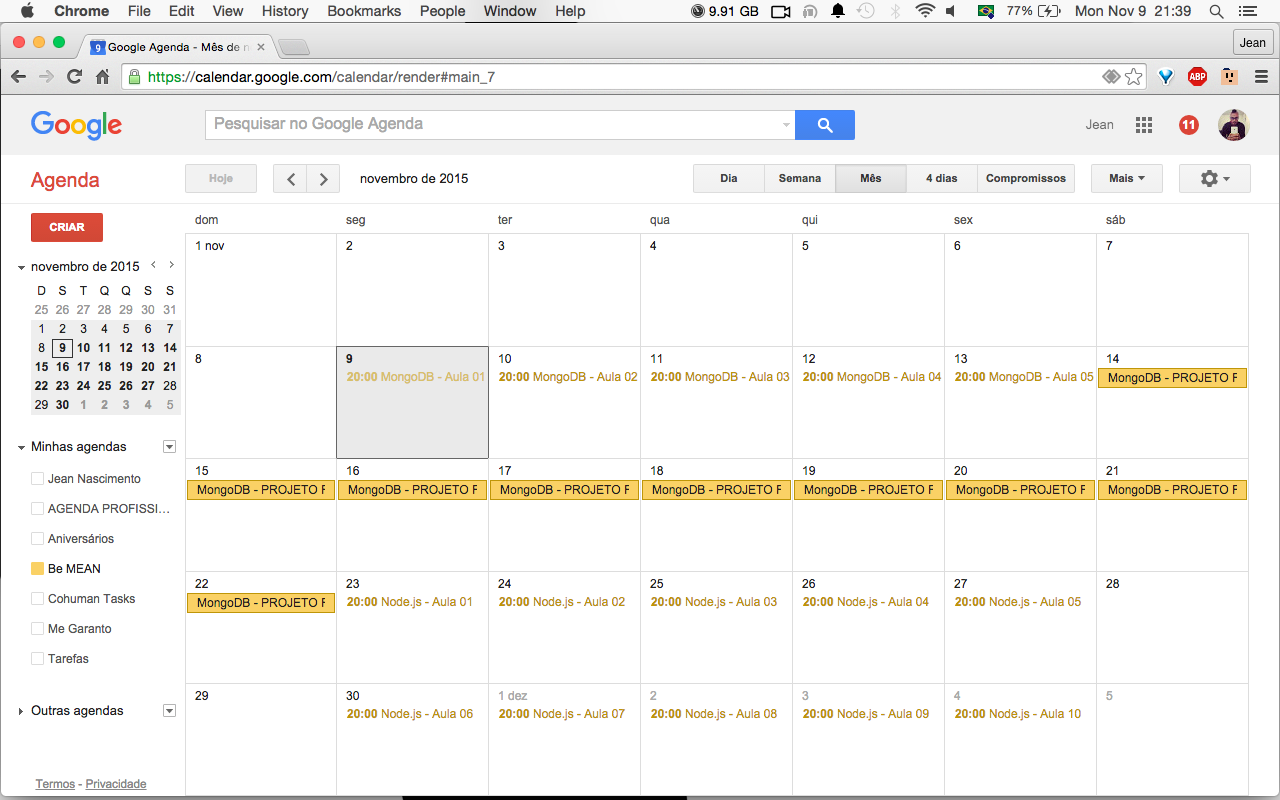 Chrome File Edit View History Bookmarks People Window Help 9.91 GB 77% Mon Nov 9 21:39
9 Google Agenda - Mês de n
Jean
https://calendar.google.com/calendar/render#main_7 ABP
Google Pesquisar no Google Agenda Jean 11
Agenda Hoje novembro de 2015 Dia Semana Mês 4 dias Compromissos Mais
CRIAR
novembro de 2015
D S T Q Q S S
25 26 27 28 29 30 31
1 2 3 4 5 6 7
8 9 10 11 12 13 14
15 16 17 18 19 20 21
22 23 24 25 26 27 28
29 30 1 2 3 4 5
Minhas agendas
Jean Nascimento
AGENDA PROFISSI...
Aniversários
Be MEAN
Cohuman Tasks
Me Garanto
Tarefas
Outras agendas
Termos - Privacidade
dom seg ter qua qui sex sáb
1 nov 2 3 4 5 6 7
8 9 10 11 12 13 14
20:00 MongoDB - Aula 01 20:00 MongoDB - Aula 02 20:00 MongoDB - Aula 03 20:00 MongoDB - Aula 04 20:00 MongoDB - Aula 05 MongoDB - PROJETO F
15 16 17 18 19 20 21
MongoDB - PROJETO F MongoDB - PROJETO F MongoDB - PROJETO F MongoDB - PROJETO F MongoDB - PROJETO F MongoDB - PROJETO F MongoDB - PROJETO F
22 23 24 25 26 27 28
MongoDB - PROJETO F 20:00 Node.js - Aula 01 20:00 Node.js - Aula 02 20:00 Node.js - Aula 03 20:00 Node.js - Aula 04 20:00 Node.js - Aula 05
29 30 1 dez 2 3 4 5
20:00 Node.js - Aula 06 20:00 Node.js - Aula 07 20:00 Node.js - Aula 08 20:00 Node.js - Aula 09 20:00 Node.js - Aula 10